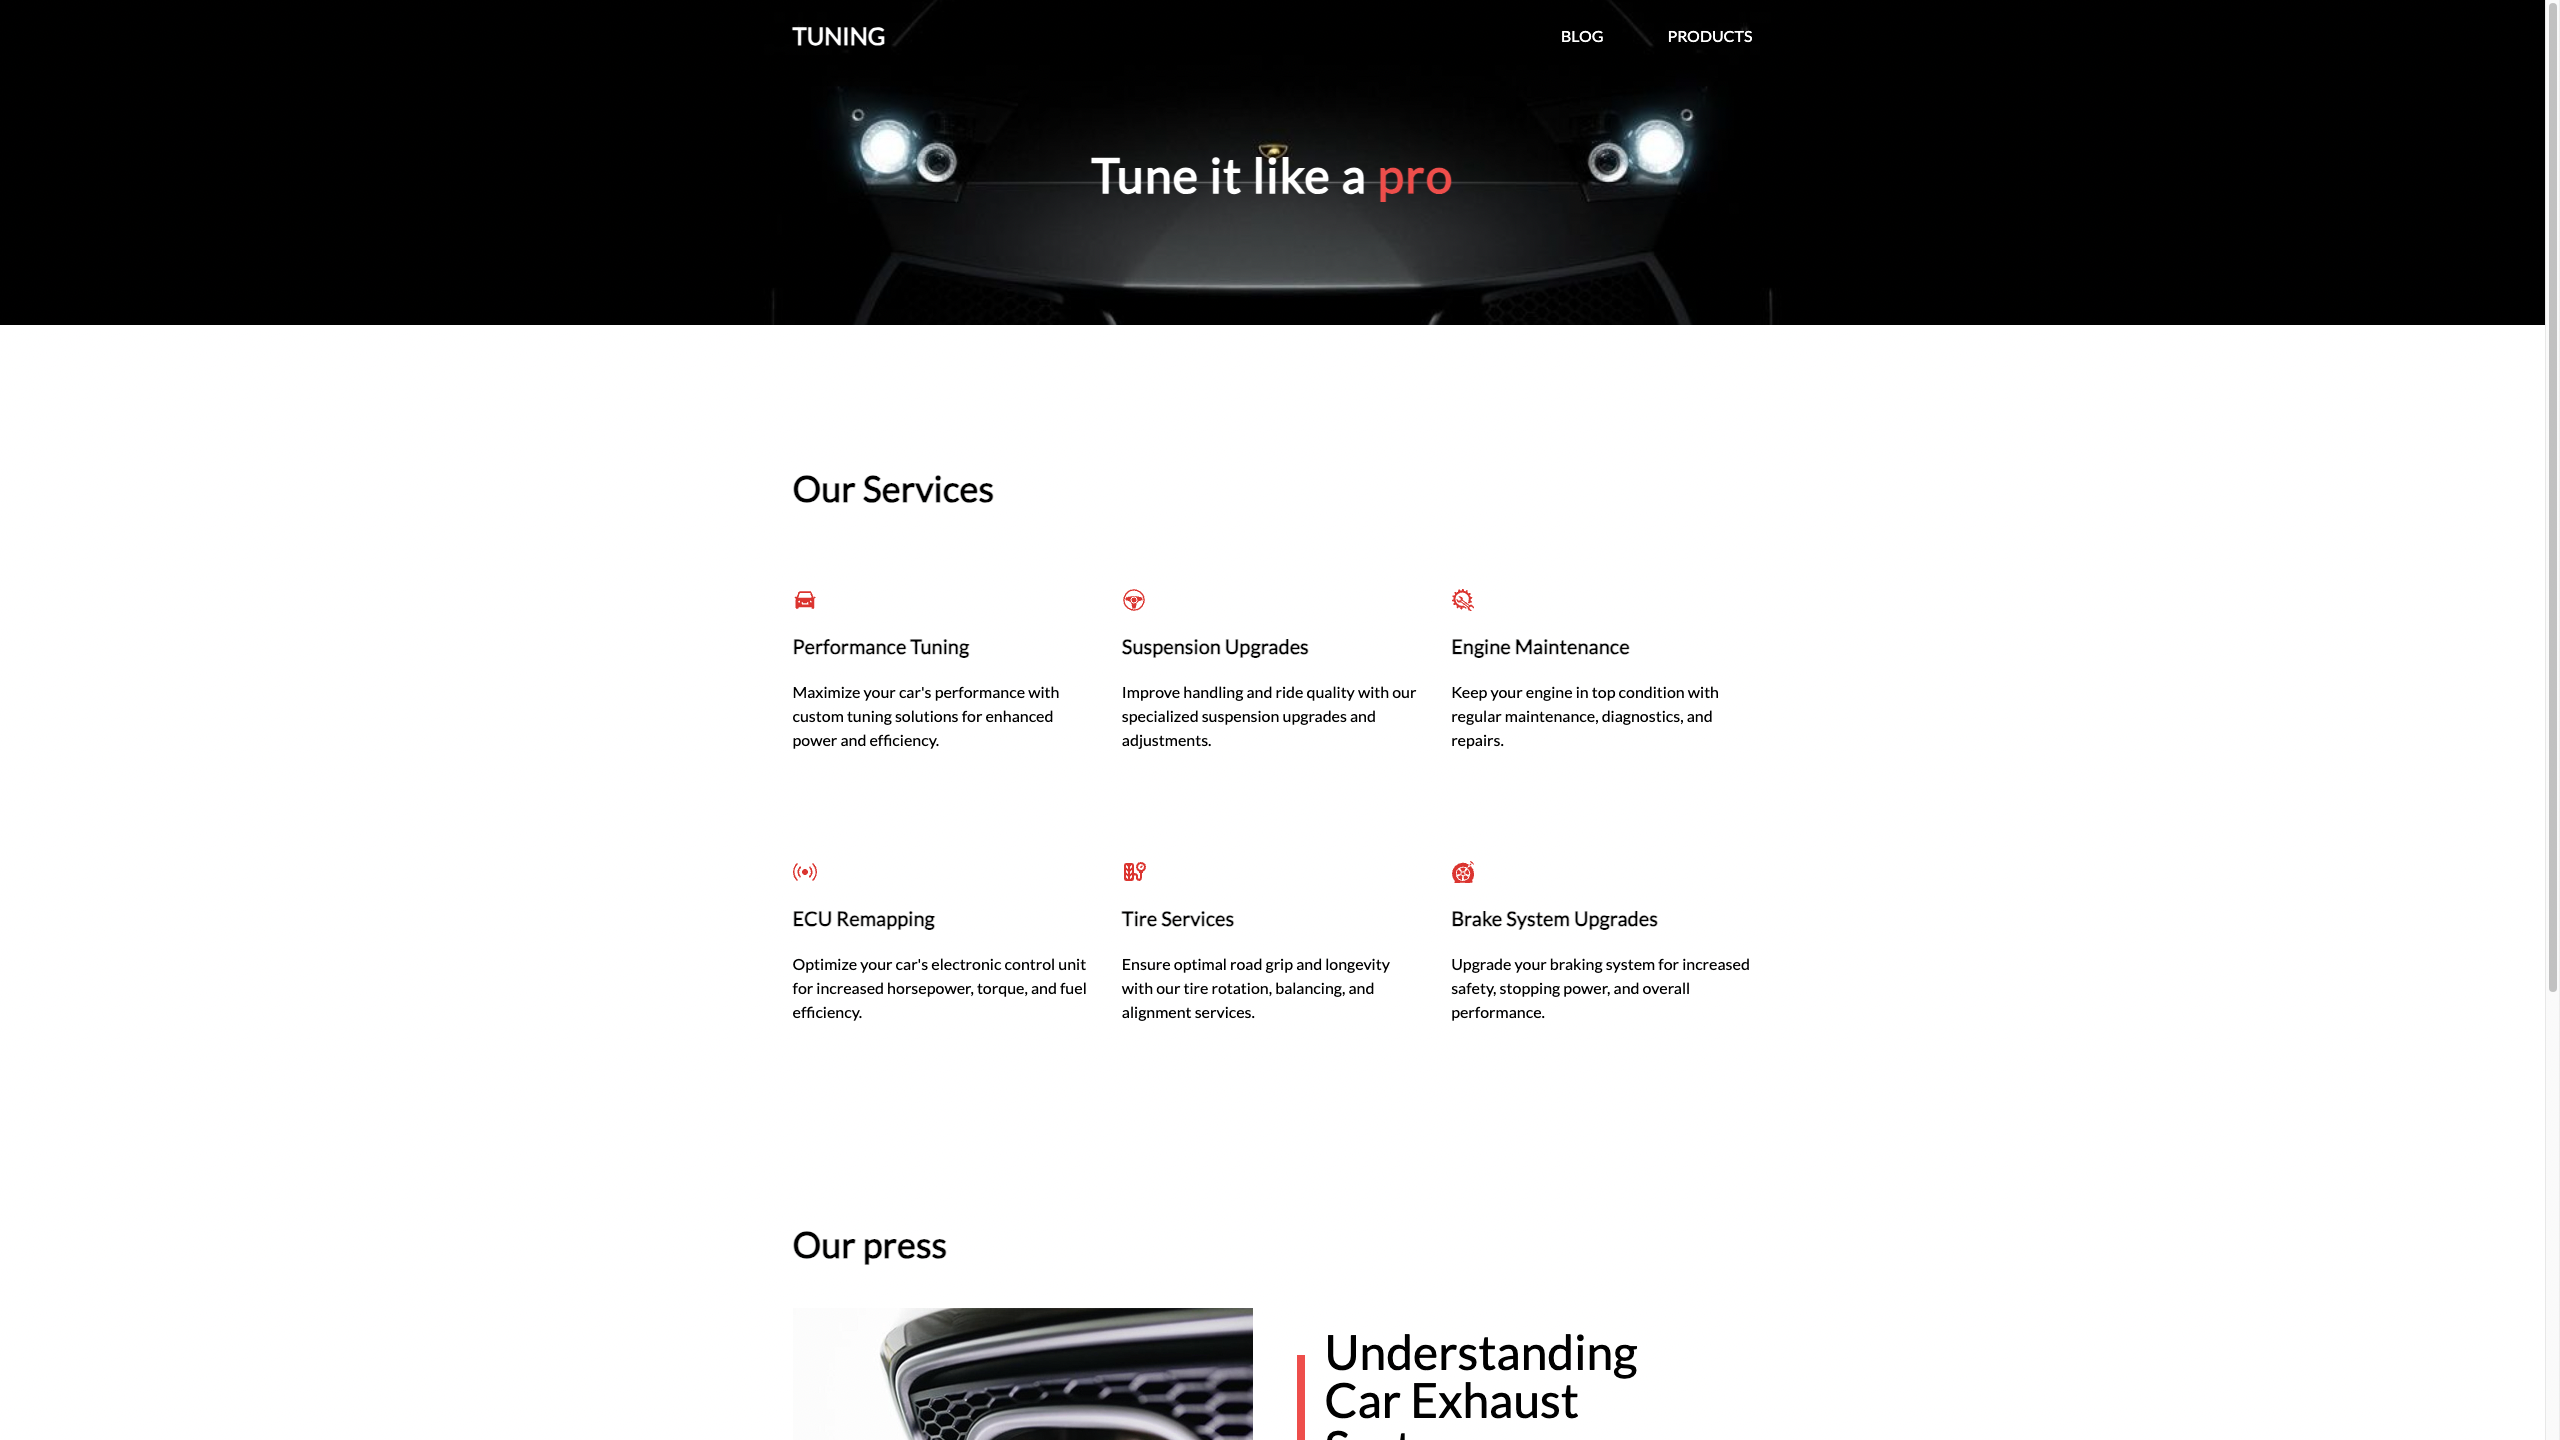 TUNING
BLOG
PRODUCTS
Tune it like a pro
Our Services
Performance Tuning
Maximize your car's performance with
custom tuning solutions for enhanced
power and efficiency.
Suspension Upgrades
Improve handling and ride quality with our
specialized suspension upgrades and
adjustments.
Engine Maintenance
Keep your engine in top condition with
regular maintenance, diagnostics, and
repairs.
ECU Remapping
Optimize your car's electronic control unit
for increased horsepower, torque, and fuel
efficiency.
Tire Services
Ensure optimal road grip and longevity
with our tire rotation, balancing, and
alignment services.
Brake System Upgrades
Upgrade your braking system for increased
safety, stopping power, and overall
performance.
Our press
Understanding
Car Exhaust